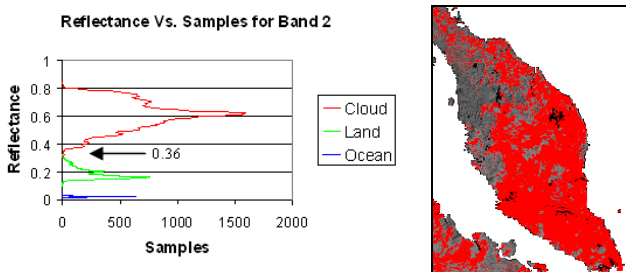 Reflectance Vs. Samples for Band 2
Reflectance
1
0.8
0.6
0.4
0.2
0
0.36
0
500
1000
1500
2000
Samples
Cloud
Land
Ocean